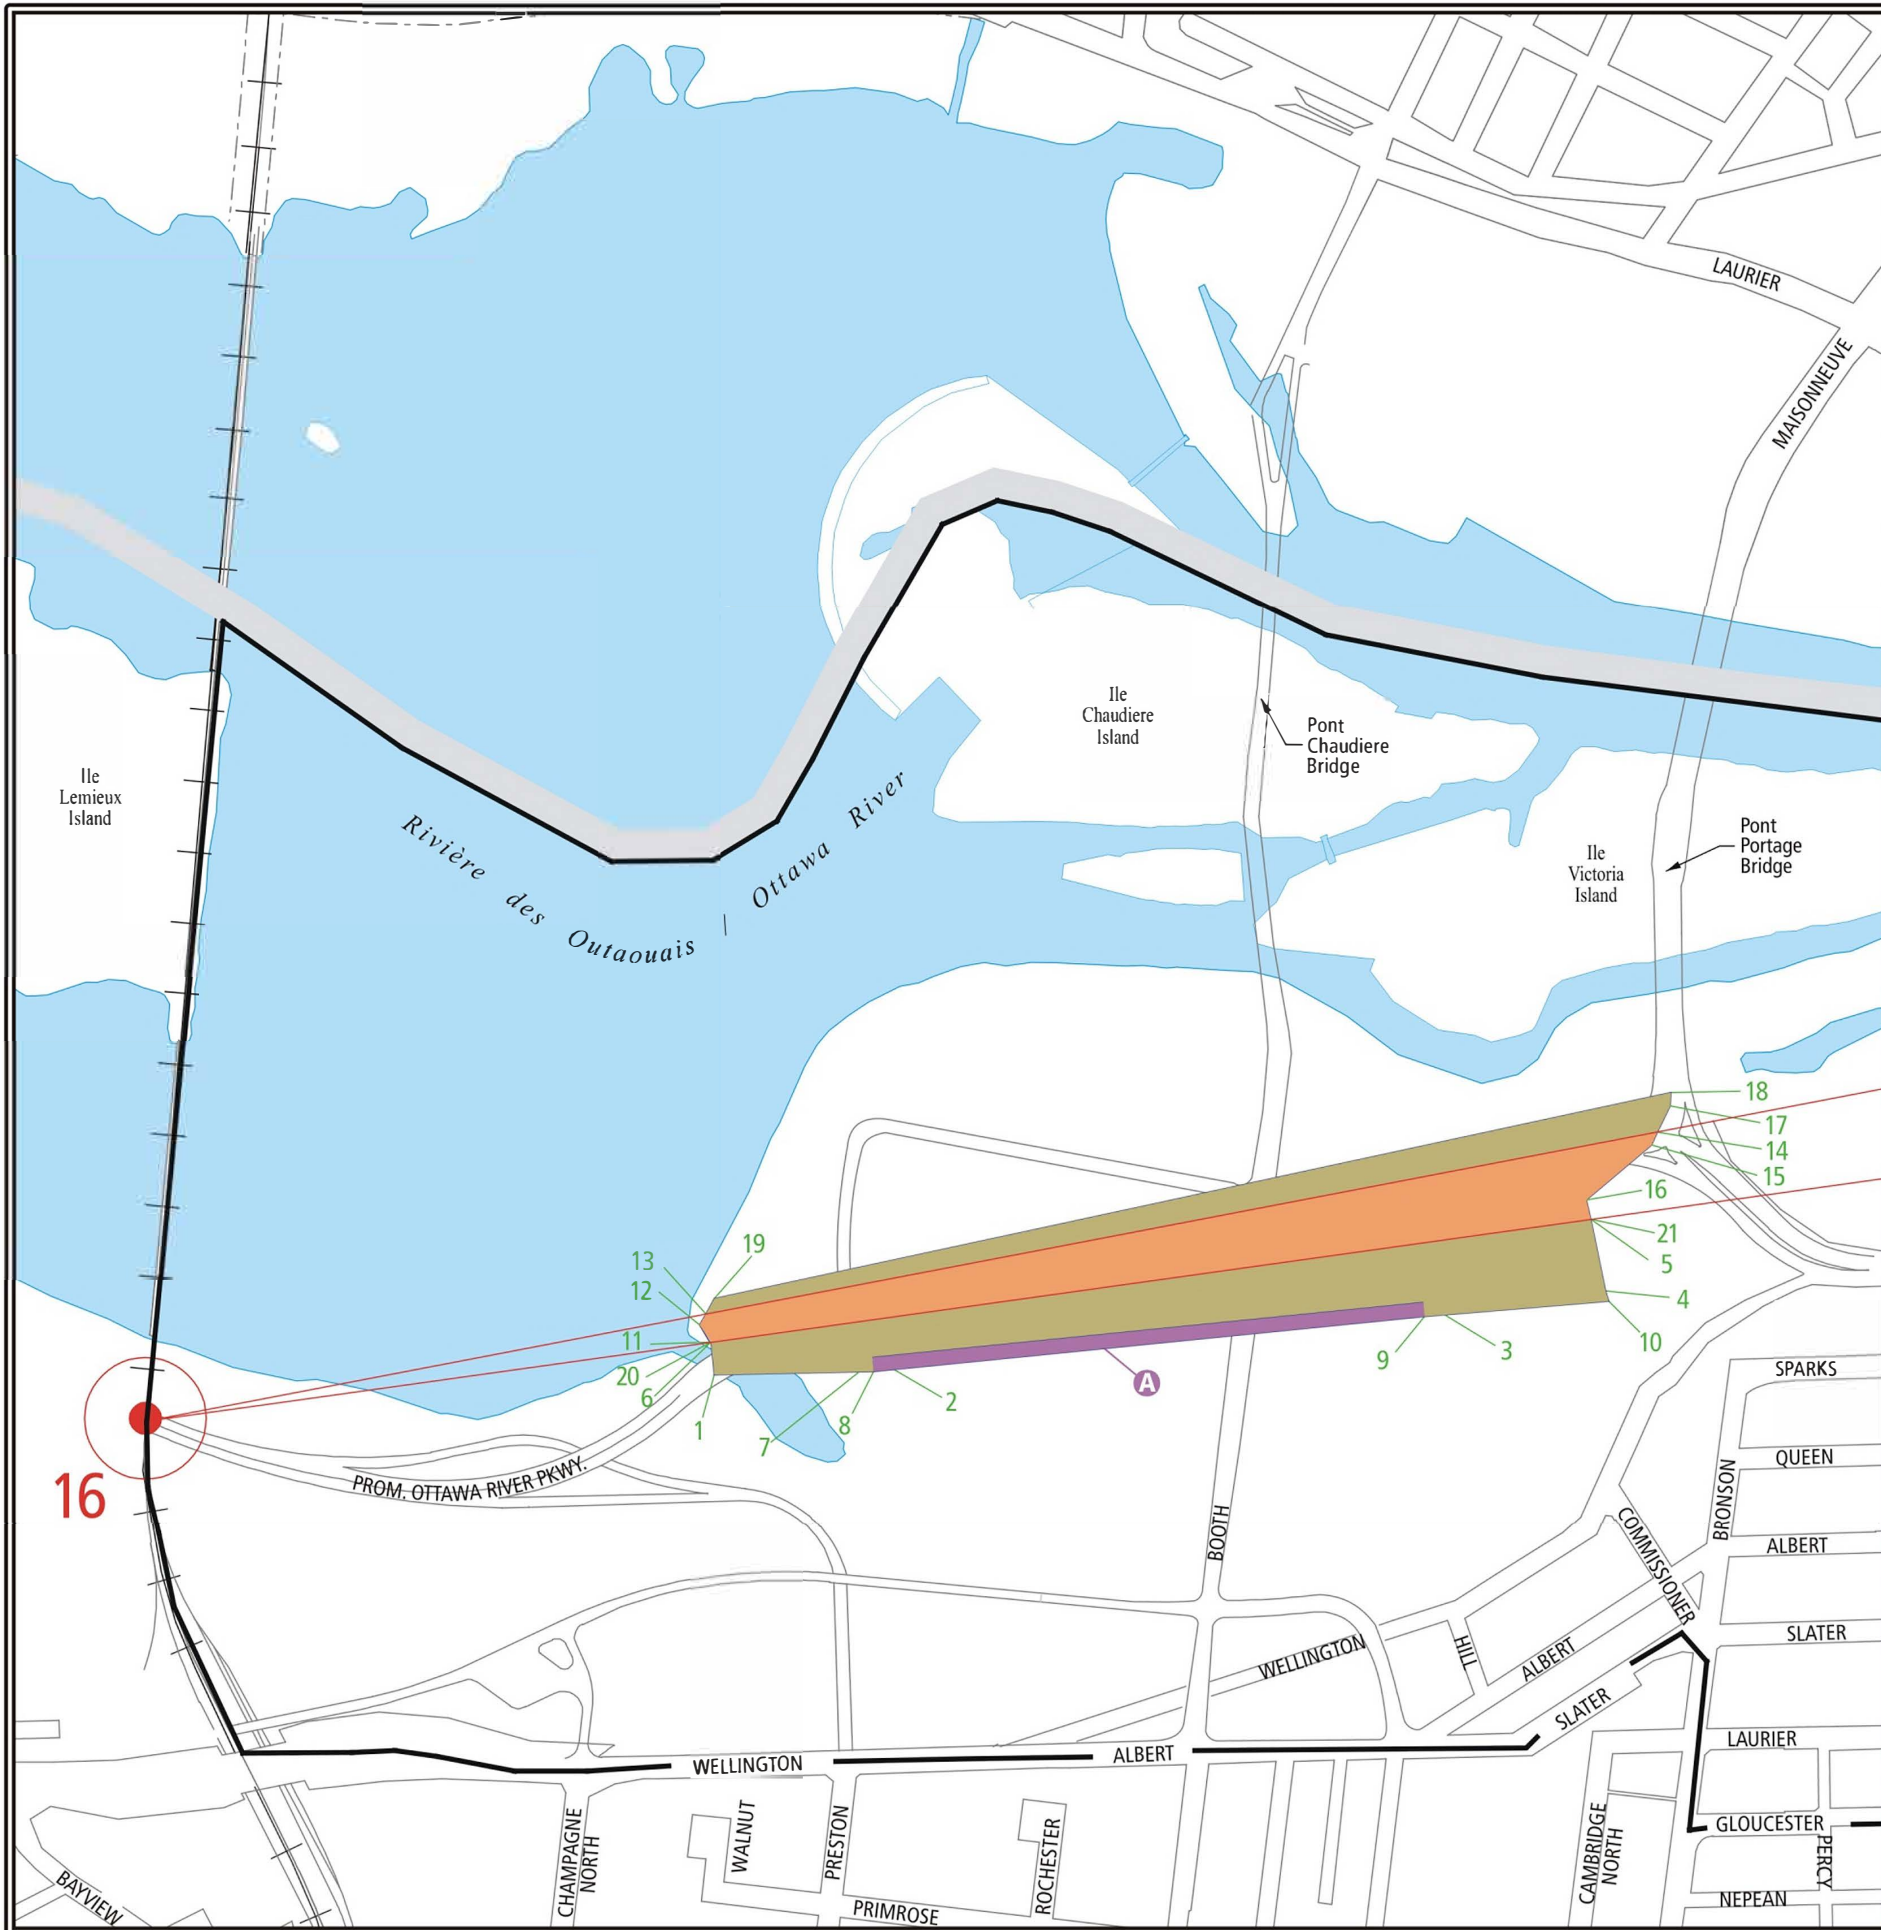 LAURIER
MAISONNEUVE
Ile
Chaudiere
Island
Pont
Chaudiere
Bridge
Ile
Lemieux
Island
Rivière des Outaouais | Ottawa River
Pont
Portage
Bridge
Ile
Victoria
Island
18
17
14
15
16
21
5
4
10
19
13
12
11
20
6
1
7
8
2
9
3
A
16
PROM. OTTAWA RIVER PKWY.
BOOTH
SPARKS
QUEEN
BRONSON
COMMISSIONER
ALBERT
SLATER
WELLINGTON
HILL
ALBERT
SLATER
LAURIER
WELLINGTON
ALBERT
GLOUCESTER
CHAMPAGNE
NORTH
WALNUT
PRESTON
ROCHESTER
CAMBRIDGE
NORTH
PERCY
BAYVIEW
PRIMROSE
NEPEAN